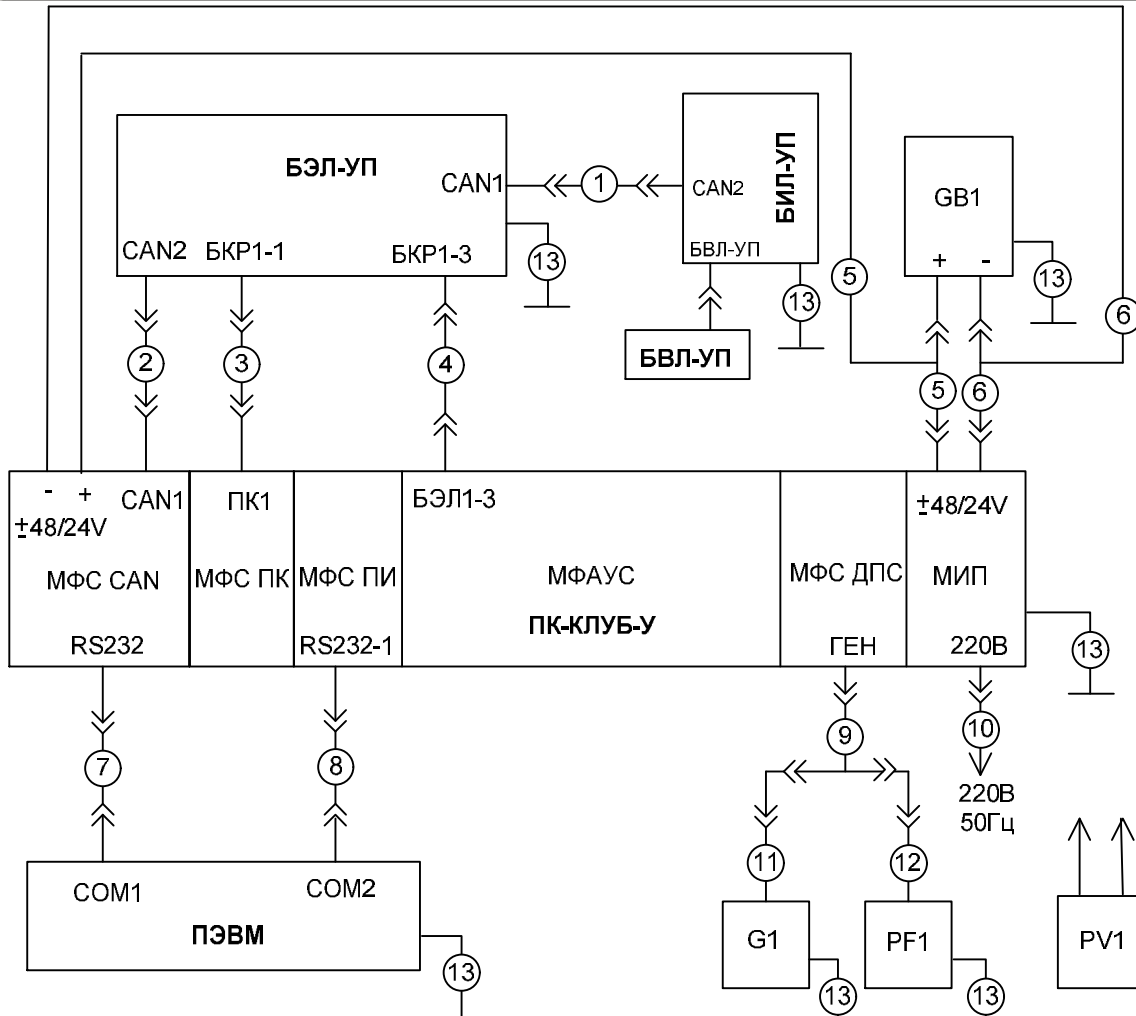 БЭЛ-УП
CAN1
CAN2
БКР1-1
БКР1-3
13
1
БИЛ-УП
CAN2
БВЛ-УП
13
БВЛ-УП
GB1
+
-
13
5
6
2
3
4
5
6
-
+
CAN1
±48/24V
МФС CAN
RS232
ПК1
МФС ПК
МФС ПИ
RS232-1
БЭЛ1-3
МФАУС
ПК-КЛУБ-У
МФС ДПС
ГЕН
±48/24V
МИП
220В
13
7
8
9
10
220В
50Гц
11
12
COM1
COM2
ПЭВМ
13
G1
13
PF1
13
PV1